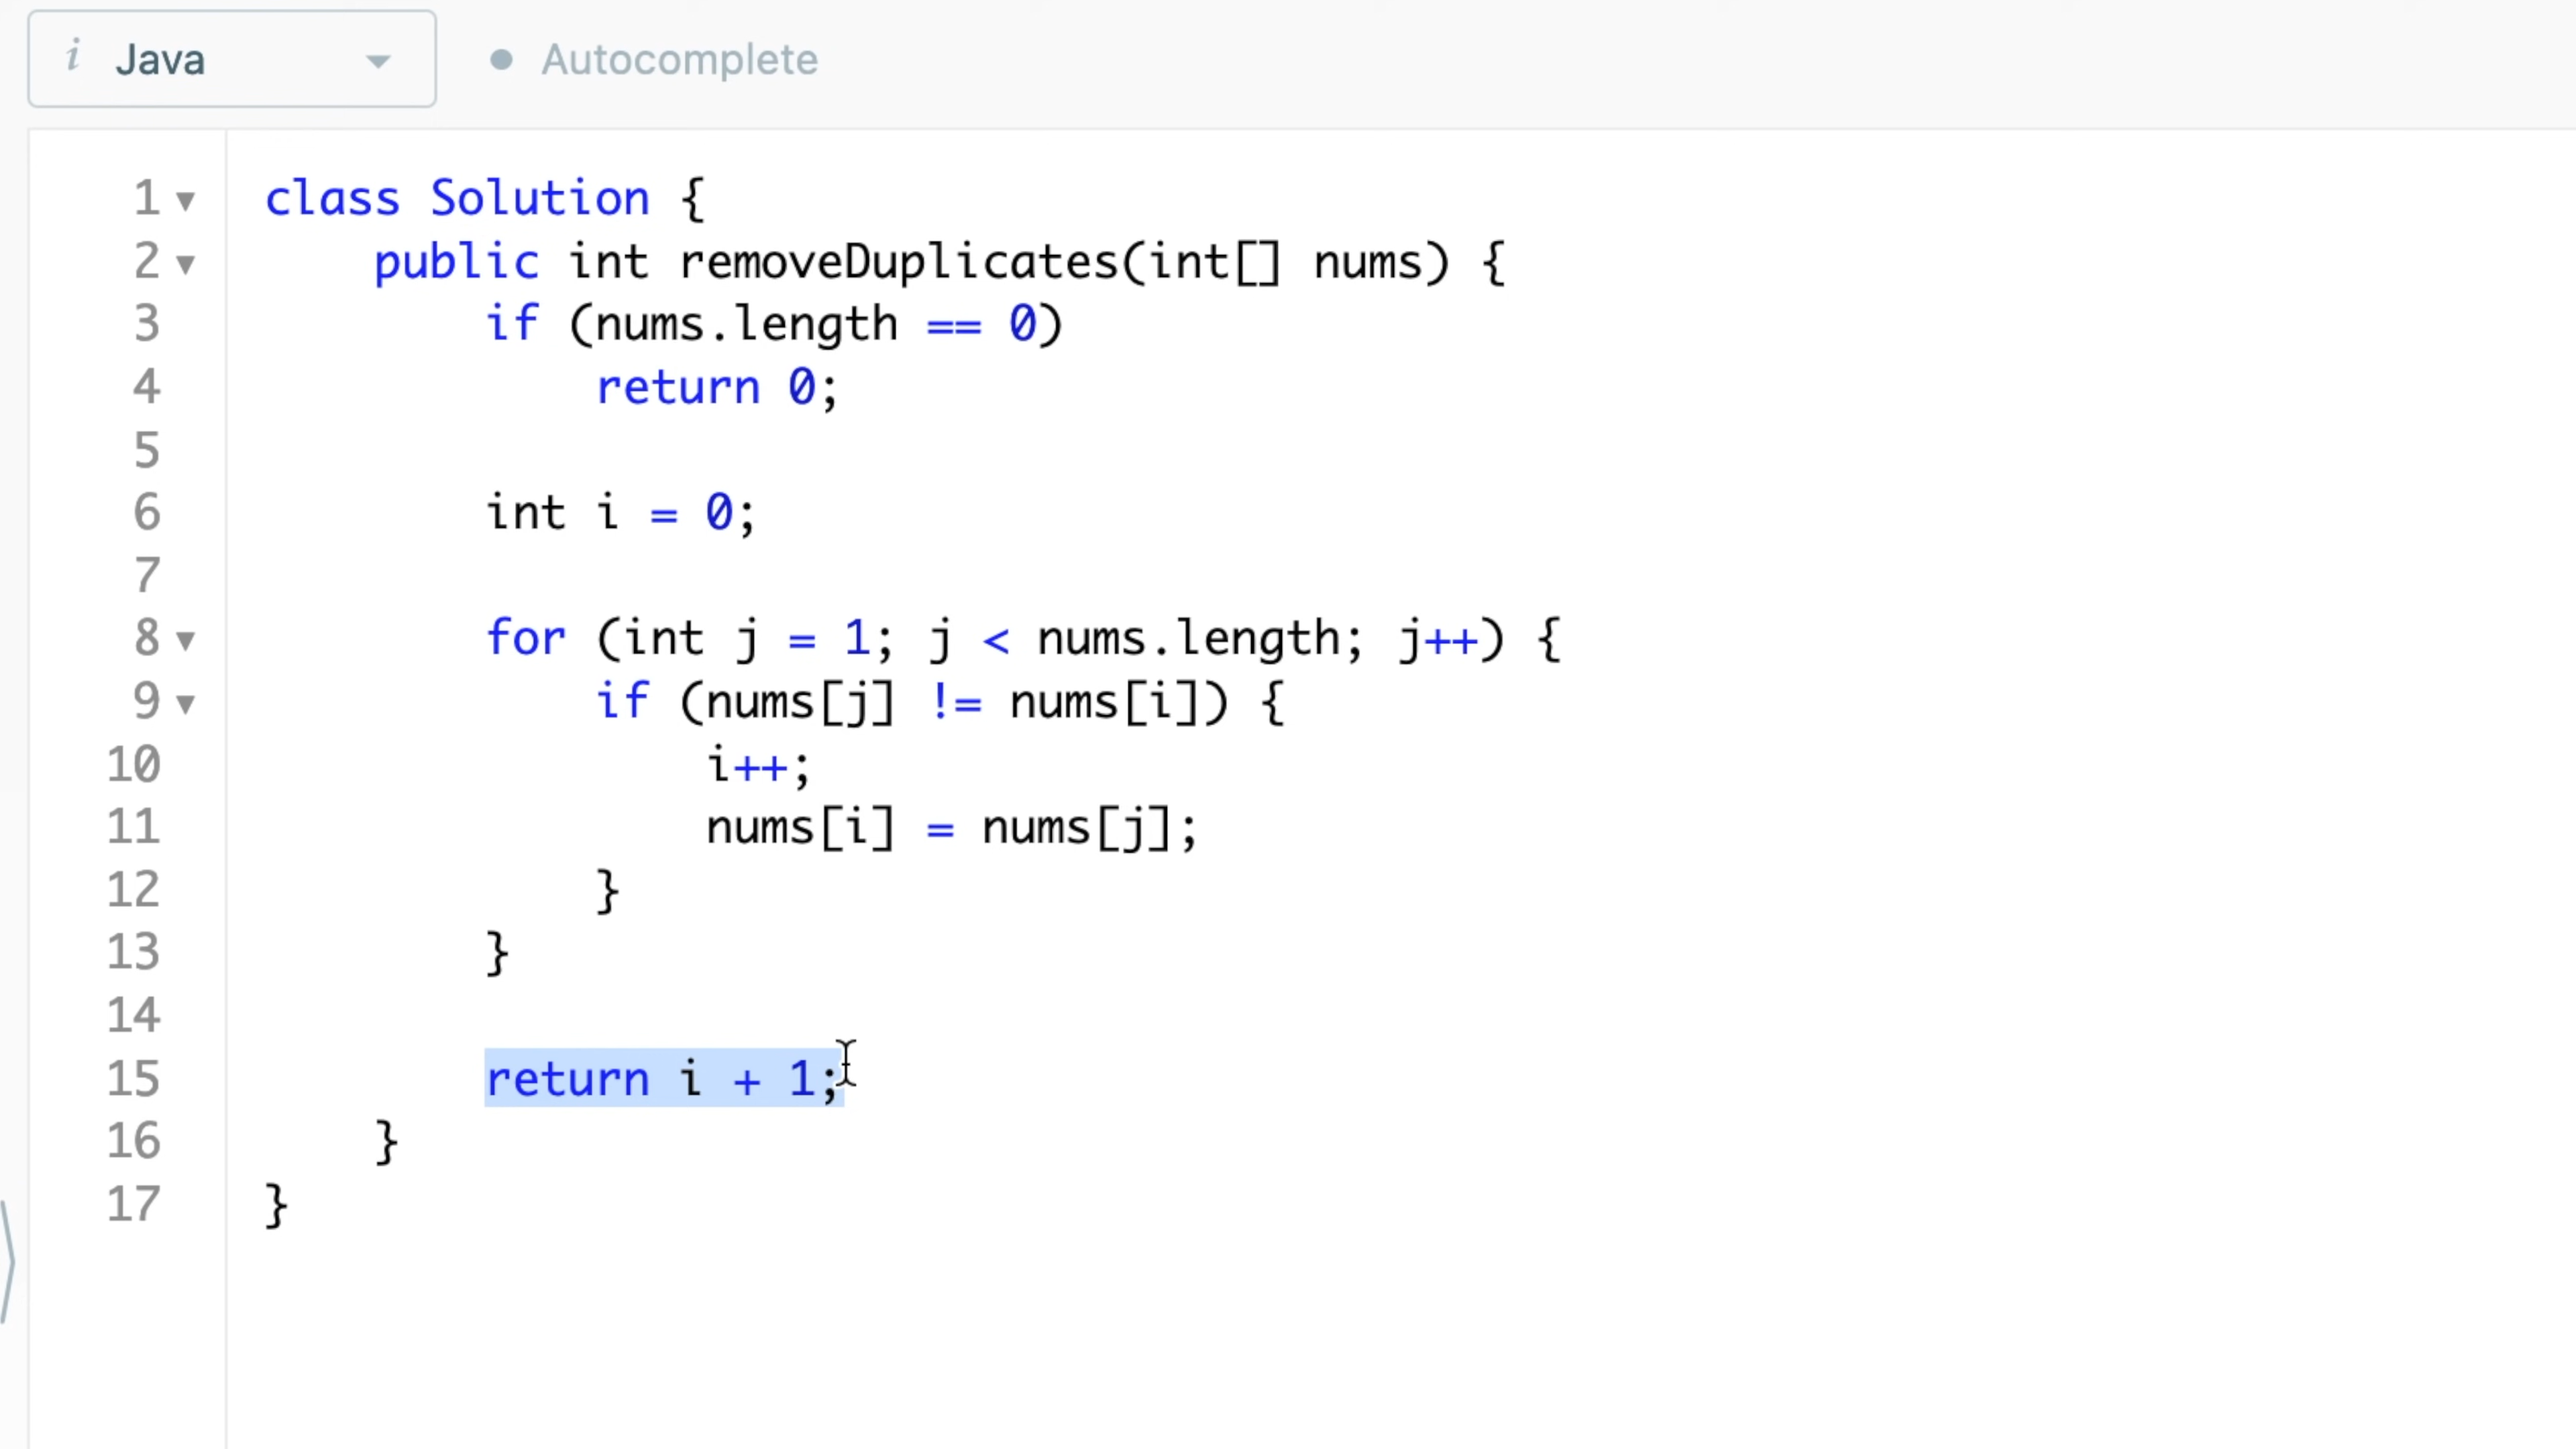 i Java Autocomplete
1 class Solution {
2 public int removeDuplicates(int[] nums) {
3 if (nums.length == 0)
4 return 0;
5
6 int i = 0;
7
8 for (int j = 1; j < nums.length; j++) {
9 if (nums[j] != nums[i]) {
10 i++;
11 nums[i] = nums[j];
12 }
13 }
14
15 return i + 1;
16 }
17 }